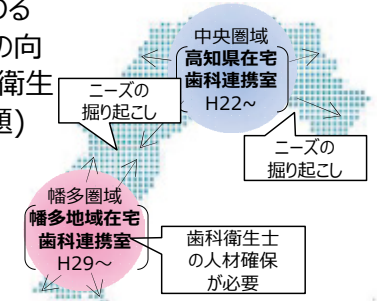 める
の向
衛生
題)
中央圏域
高知県在宅
歯科連携室
H22~
ニーズの
掘り起こし
ニーズの
掘り起こし
幡多圏域
幡多地域在宅
歯科連携室
H29～
歯科衛生士
の人材確保
が必要